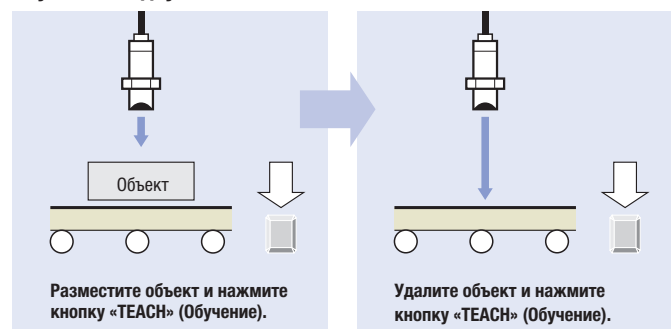 Объект
Разместите объект и нажмите
кнопку «TEACH» (Обучение).
Удалите объект и нажмите
кнопку «TEACH» (Обучение).